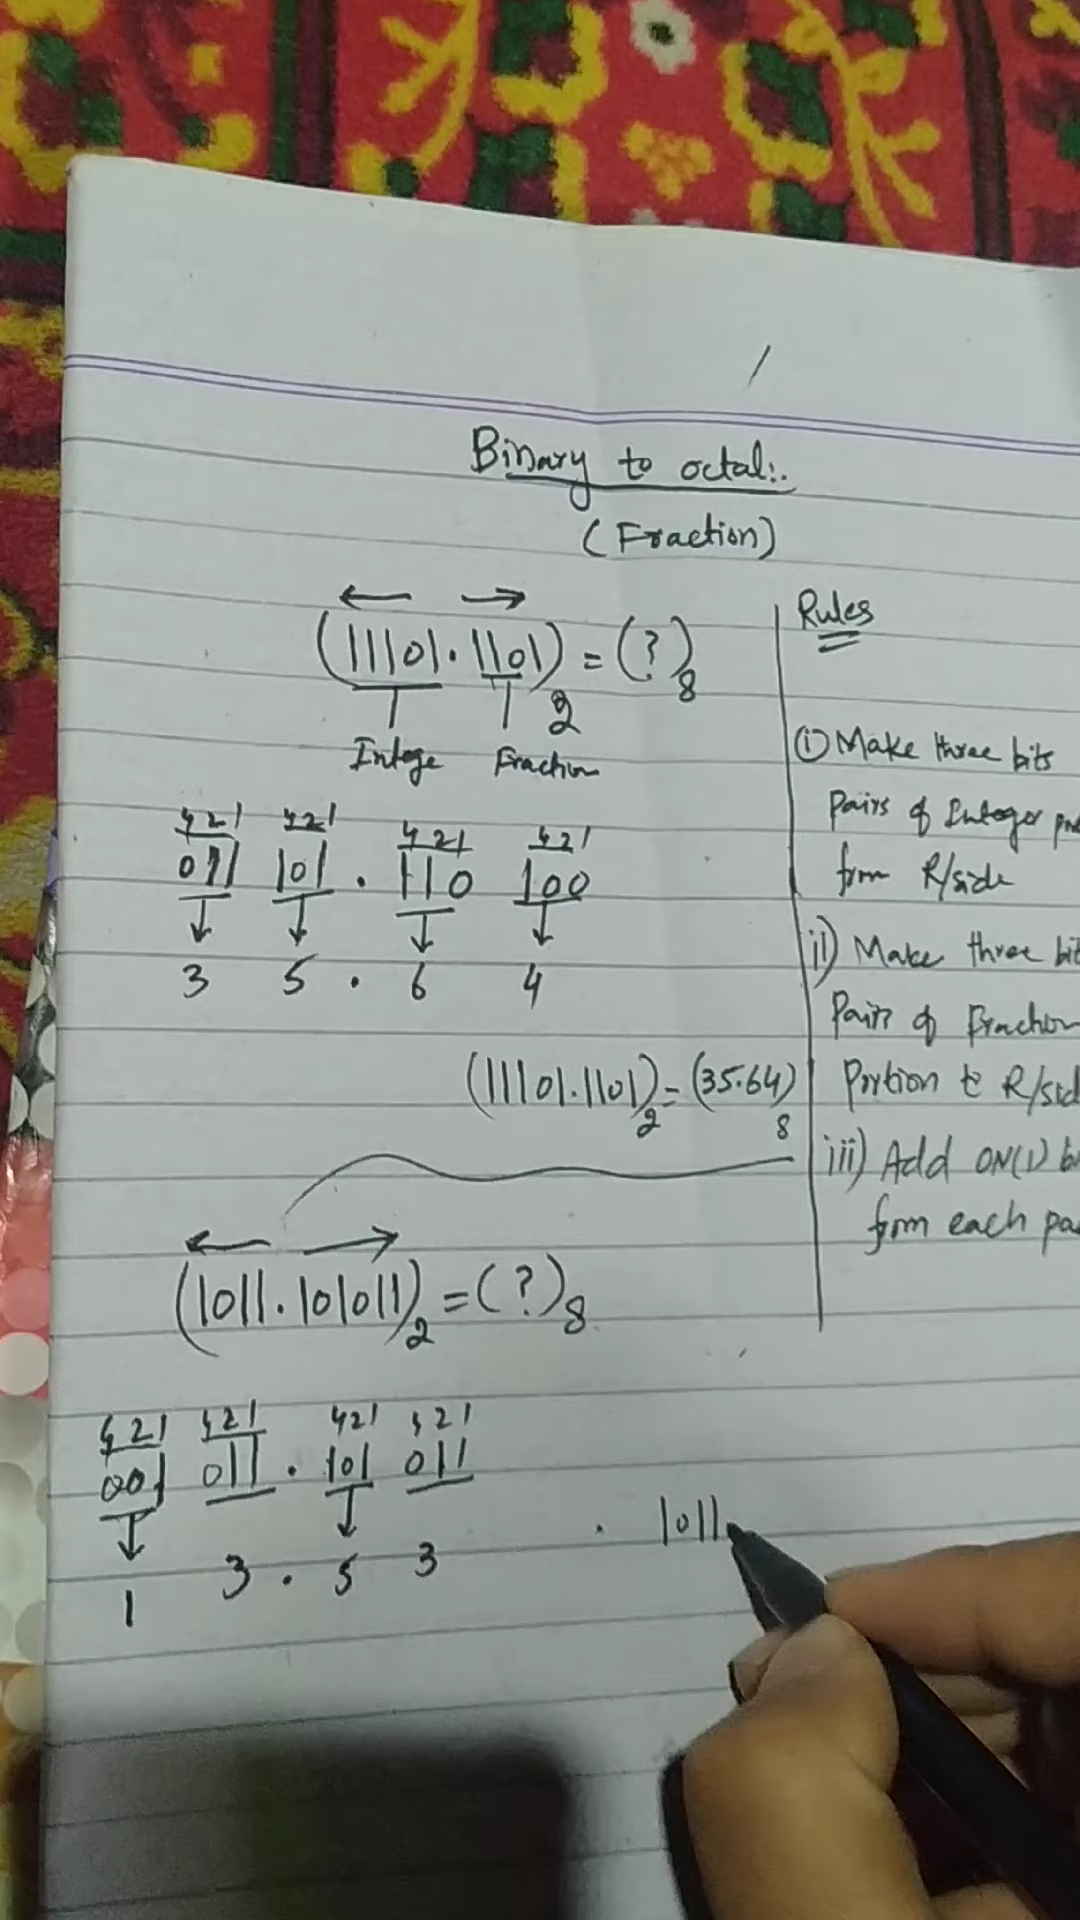 Binary to octal:.
(Fraction)
(11101.1101)2 = (?)8
Intege Fraction
421 421 421 421
011 101 . 110 100
3 5 . 6 4
(11101.1101)2 = (35.64)8
(1011.101011)2 = (?)8
421 421 421 421
001 011 . 101 011
1 3 . 5 3
1011
Rules
i) Make three bits
Pairs of Integer
from R/side
ii) Make three bit
Pairs of Fraction
Portion to R/sid
iii) Add ON(1) b
from each pa